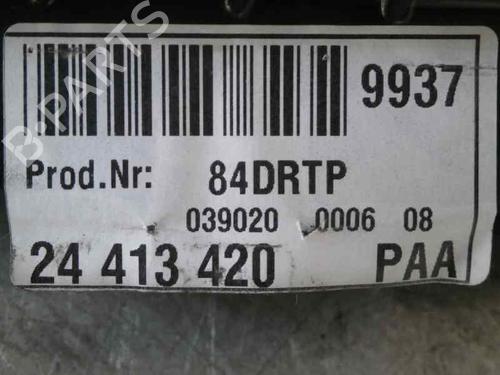 9937
Prod.Nr: 84DRTP
039020 0006 08
24 413 420 PAA
B-PARTS